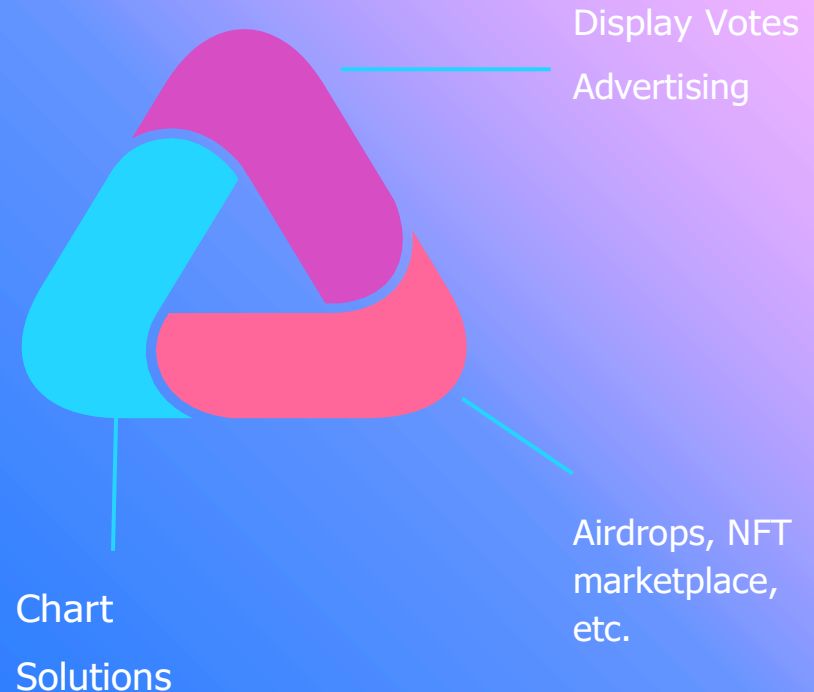 Display Votes
Advertising
Airdrops, NFT
marketplace,
etc.
Chart
Solutions